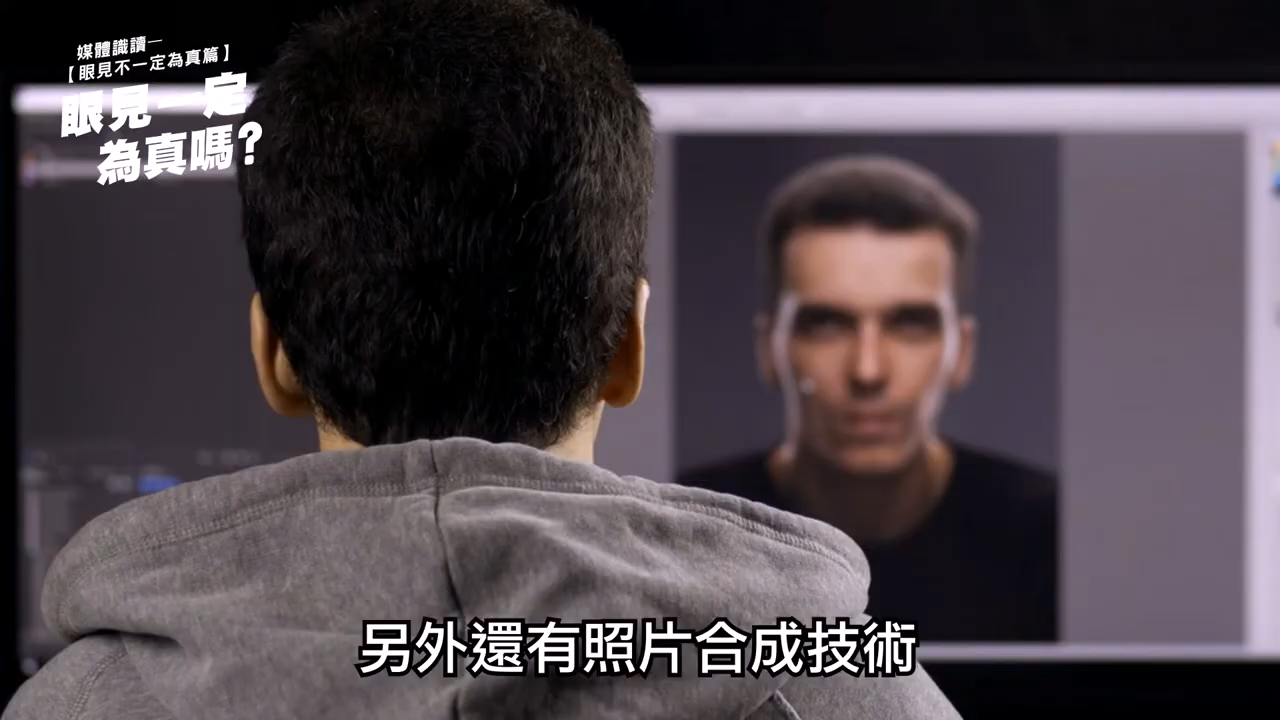 媒體識讀—
【眼見不一定為真篇】
眼見一定
為真嗎?
另外還有照片合成技術